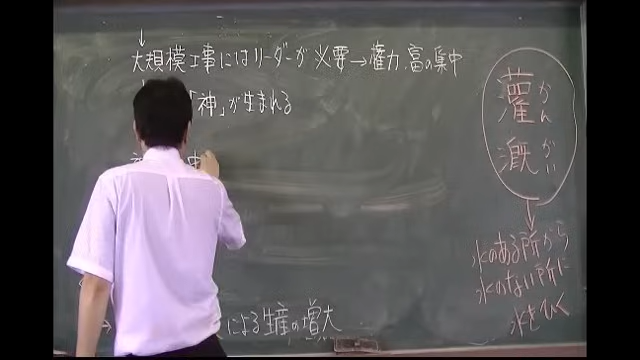 ↓
大規模工事にはリーダーが必要→権力、富の集中
「神」が生まれる
中
→ による生産の増大
灌漑
かんがい
↓
水のある所から
水のない所に
水をひく